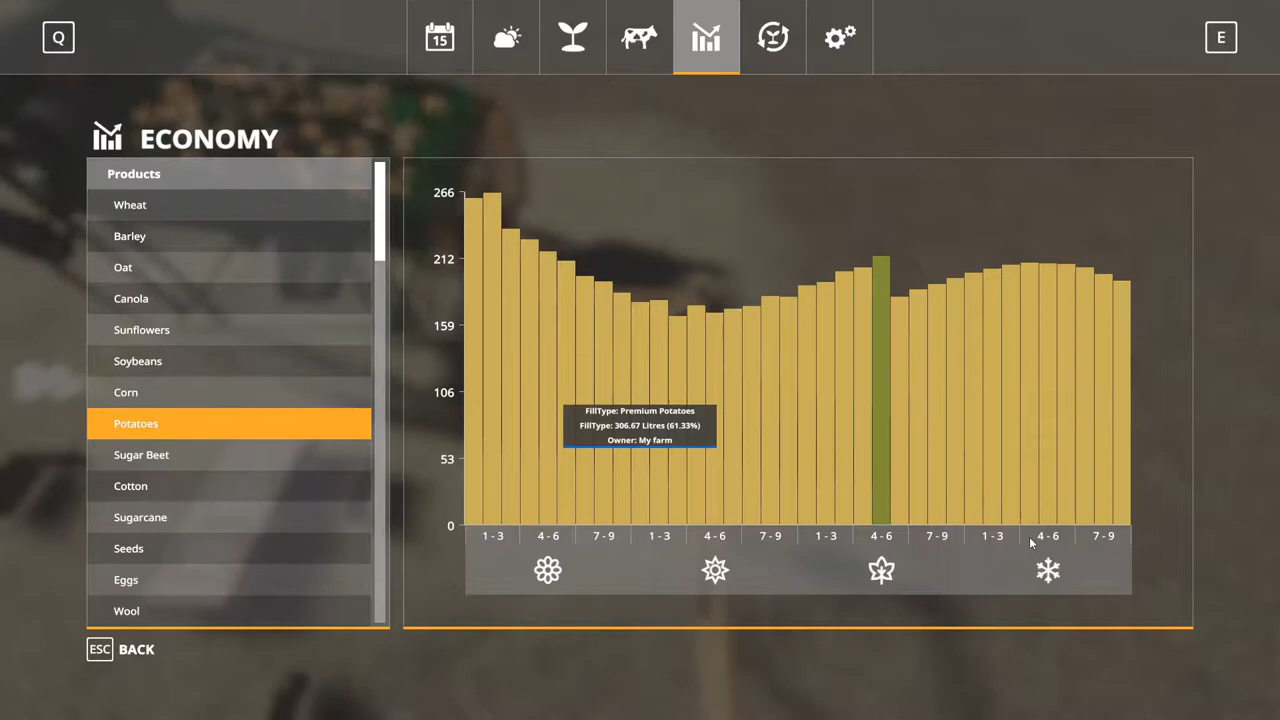 Q
15
E
ECONOMY
Products
Wheat
Barley
Oat
Canola
Sunflowers
Soybeans
Corn
Potatoes
Sugar Beet
Cotton
Sugarcane
Seeds
Eggs
Wool
266
212
159
106
53
0
FillType: Premium Potatoes
FillType: 306.67 Litres (61.33%)
Owner: My farm
1 - 3 4 - 6 7 - 9 1 - 3 4 - 6 7 - 9 1 - 3 4 - 6 7 - 9 1 - 3 4 - 6 7 - 9
ESC BACK